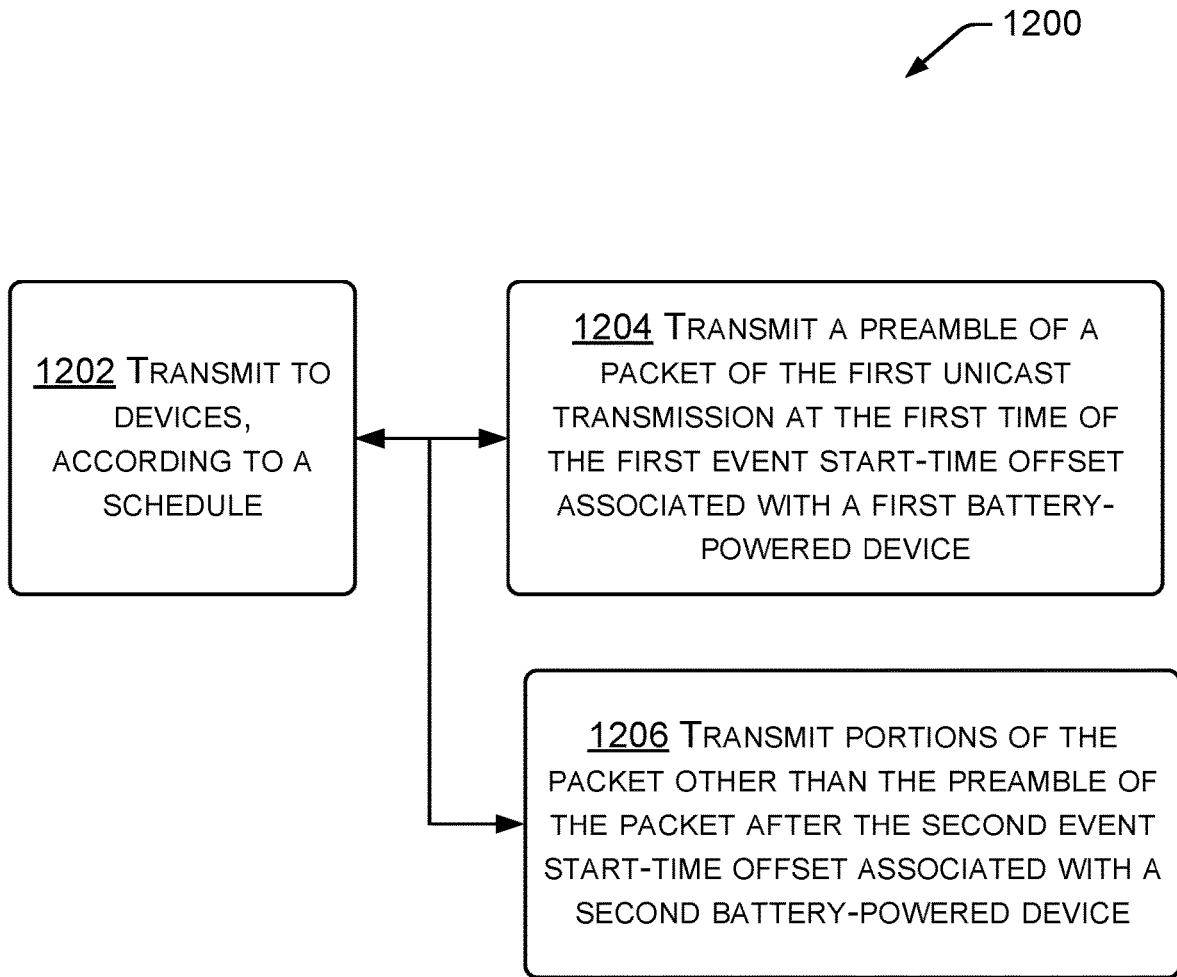 1200
1202 TRANSMIT TO
DEVICES,
ACCORDING TO A
SCHEDULE
1204 TRANSMIT A PREAMBLE OF A
PACKET OF THE FIRST UNICAST
TRANSMISSION AT THE FIRST TIME OF
THE FIRST EVENT START-TIME OFFSET
ASSOCIATED WITH A FIRST BATTERY-
POWERED DEVICE
1206 TRANSMIT PORTIONS OF THE
PACKET OTHER THAN THE PREAMBLE OF
THE PACKET AFTER THE SECOND EVENT
START-TIME OFFSET ASSOCIATED WITH A
SECOND BATTERY-POWERED DEVICE